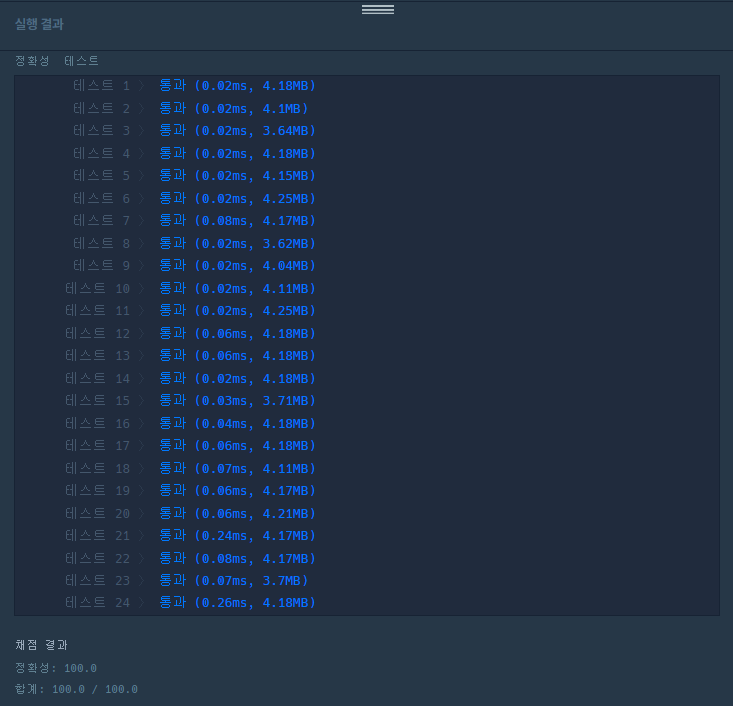 실행 결과
정확성 테스트
테스트 1 > 통과 (0.02ms, 4.18MB)
테스트 2 > 통과 (0.02ms, 4.1MB)
테스트 3 > 통과 (0.02ms, 3.64MB)
테스트 4 > 통과 (0.02ms, 4.18MB)
테스트 5 > 통과 (0.02ms, 4.15MB)
테스트 6 > 통과 (0.02ms, 4.25MB)
테스트 7 > 통과 (0.08ms, 4.17MB)
테스트 8 > 통과 (0.02ms, 3.62MB)
테스트 9 > 통과 (0.02ms, 4.04MB)
테스트 10 > 통과 (0.02ms, 4.11MB)
테스트 11 > 통과 (0.02ms, 4.25MB)
테스트 12 > 통과 (0.06ms, 4.18MB)
테스트 13 > 통과 (0.06ms, 4.18MB)
테스트 14 > 통과 (0.02ms, 4.18MB)
테스트 15 > 통과 (0.03ms, 3.71MB)
테스트 16 > 통과 (0.04ms, 4.18MB)
테스트 17 > 통과 (0.06ms, 4.18MB)
테스트 18 > 통과 (0.07ms, 4.11MB)
테스트 19 > 통과 (0.06ms, 4.17MB)
테스트 20 > 통과 (0.06ms, 4.21MB)
테스트 21 > 통과 (0.24ms, 4.17MB)
테스트 22 > 통과 (0.08ms, 4.17MB)
테스트 23 > 통과 (0.07ms, 3.7MB)
테스트 24 > 통과 (0.26ms, 4.18MB)
채점 결과
정확성: 100.0
합계: 100.0 / 100.0